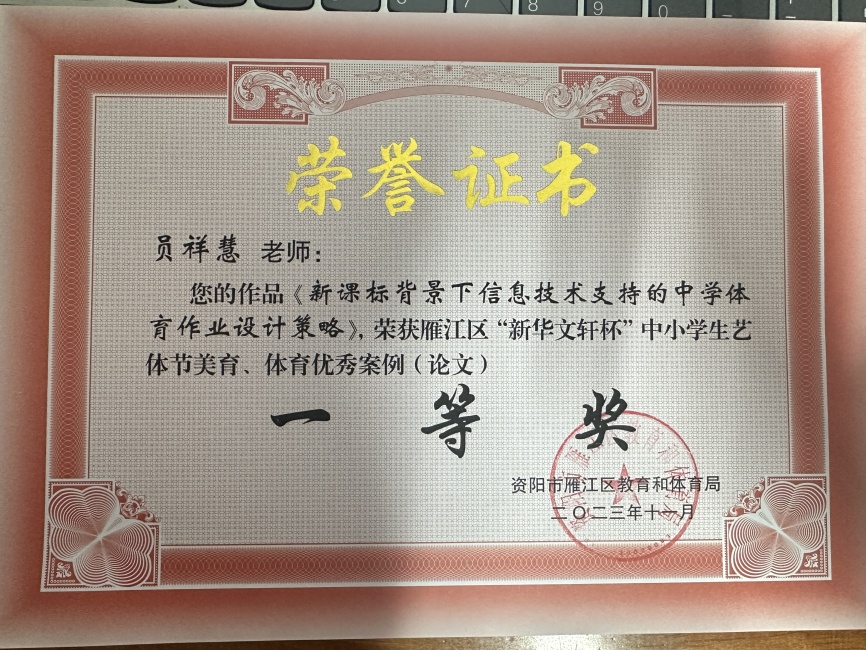 荣誉证书
员祥慧 老师：
您的作品《新课标背景下信息技术支持的中学体
育作业设计策略》，荣获雁江区“新华文轩杯”中小学生艺
体节美育、体育优秀案例（论文）
一 等 奖
资阳市雁江区教育和体育局
二〇二三年十一月